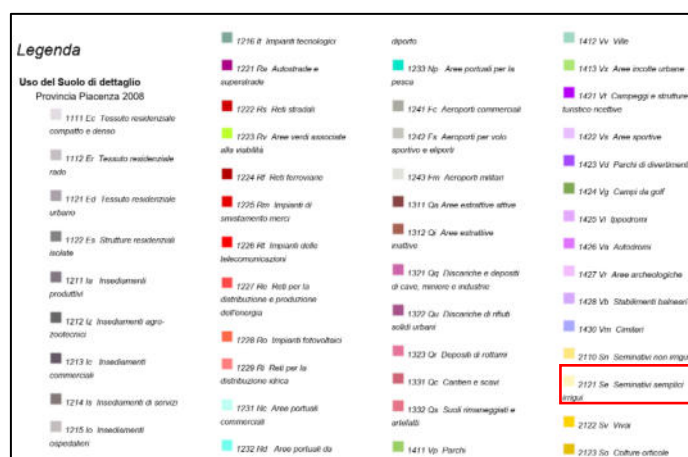 Legenda
Uso del Suolo di dettaglio
Provincia Piacenza 2008
1111 Ec Tessuto residenziale
compatto e denso
1112 Er Tessuto residenziale
rado
1121 Ed Tessuto residenziale
urbano
1122 Es Strutture residenziali
isolate
1211 Ia Insediamenti
produttivi
1212 Iz Insediamenti agro-
zootecnici
1213 Ic Insediamenti
commerciali
1214 Is Insediamenti di servizi
1215 Io Insediamenti
ospedalieri
1216 It Impianti tecnologici
1221 Ra Autostrade e
superstrade
1222 Rs Reti stradali
1223 Rv Aree verdi associate
alla viabilità
1224 Rf Reti ferroviarie
1225 Rm Impianti di
smistamento merci
1226 Rt Impianti delle
telecomunicazioni
1227 Re Reti per la
distribuzione e produzione
dell'energia
1228 Ro Impianti fotovoltaici
1229 Ri Reti per la
distribuzione idrica
1231 Nc Aree portuali
commerciali
1232 Nd Aree portuali da
diporto
1233 Np Aree portuali per la
pesca
1241 Fc Aeroporti commerciali
1242 Fs Aeroporti per volo
sportivo e eliporti
1243 Fm Aeroporti militari
1311 Qa Aree estrattive attive
1312 Qi Aree estrattive
inattive
1321 Qq Discariche e depositi
di cave, miniere e industrie
1322 Qu Discariche di rifiuti
solidi urbani
1323 Qr Depositi di rottami
1331 Qc Cantieri e scavi
1332 Qs Suoli rimaneggiati e
artefatti
1411 Vp Parchi
1412 Vv Ville
1413 Vx Aree incolte urbane
1421 Vt Campeggi e strutture
turistico ricettive
1422 Vs Aree sportive
1423 Vd Parchi di divertimenti
1424 Vg Campi da golf
1425 Vi Ippodromi
1426 Va Autodromi
1427 Vr Aree archeologiche
1428 Vb Stabilimenti balneari
1430 Vm Cimiteri
2110 Sn Seminativi non irrigui
2121 Se Seminativi semplici
irrigui
2122 Sv Vivai
2123 So Colture orticole